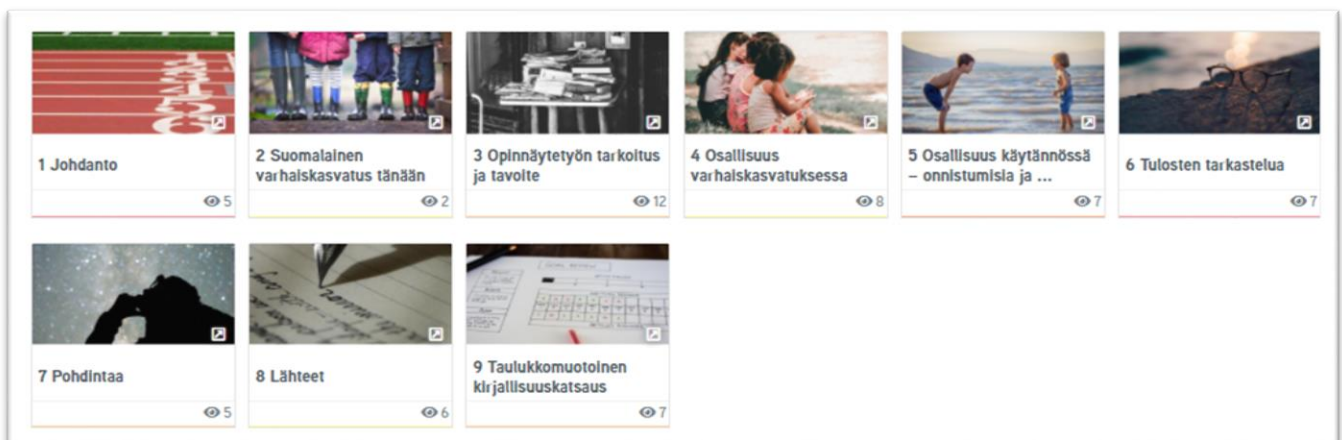 1 Johdanto
5
2 Suomalainen
varhaiskasvatus tänään
2
3 Opinnäytetyön tarkoitus
ja tavoite
12
4 Osallisuus
varhaiskasvatuksessa
8
5 Osallisuus käytännössä
– onnistumisia ja ...
7
6 Tulosten tarkastelua
7
7 Pohdintaa
5
8 Lähteet
6
9 Taulukkomuotoinen
kirjallisuuskatsaus
7